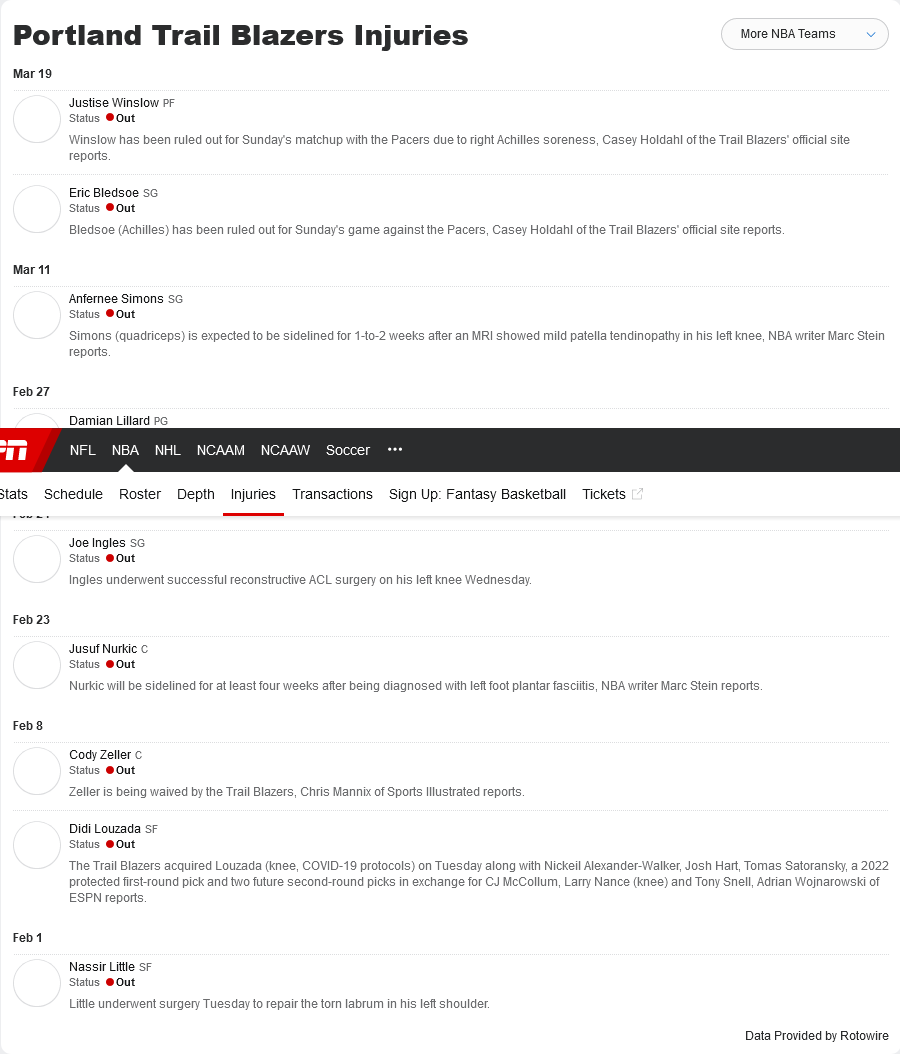 Portland Trail Blazers Injuries
More NBA Teams
Mar 19
Justise Winslow PF
Status Out
Winslow has been ruled out for Sunday's matchup with the Pacers due to right Achilles soreness, Casey Holdahl of the Trail Blazers' official site
reports.
Eric Bledsoe SG
Status Out
Bledsoe (Achilles) has been ruled out for Sunday's game against the Pacers, Casey Holdahl of the Trail Blazers' official site reports.
Mar 11
Anfernee Simons SG
Status Out
Simons (quadriceps) is expected to be sidelined for 1-to-2 weeks after an MRI showed mild patella tendinopathy in his left knee, NBA writer Marc Stein
reports.
Feb 27
Damian Lillard PG
NFL NBA NHL NCAAM NCAAW Soccer •••
Stats Schedule Roster Depth Injuries Transactions Sign Up: Fantasy Basketball Tickets
Joe Ingles SG
Status Out
Ingles underwent successful reconstructive ACL surgery on his left knee Wednesday.
Feb 23
Jusuf Nurkic C
Status Out
Nurkic will be sidelined for at least four weeks after being diagnosed with left foot plantar fasciitis, NBA writer Marc Stein reports.
Feb 8
Cody Zeller C
Status Out
Zeller is being waived by the Trail Blazers, Chris Mannix of Sports Illustrated reports.
Didi Louzada SF
Status Out
The Trail Blazers acquired Louzada (knee, COVID-19 protocols) on Tuesday along with Nickeil Alexander-Walker, Josh Hart, Tomas Satoransky, a 2022
protected first-round pick and two future second-round picks in exchange for CJ McCollum, Larry Nance (knee) and Tony Snell, Adrian Wojnarowski of
ESPN reports.
Feb 1
Nassir Little SF
Status Out
Little underwent surgery Tuesday to repair the torn labrum in his left shoulder.
Data Provided by Rotowire